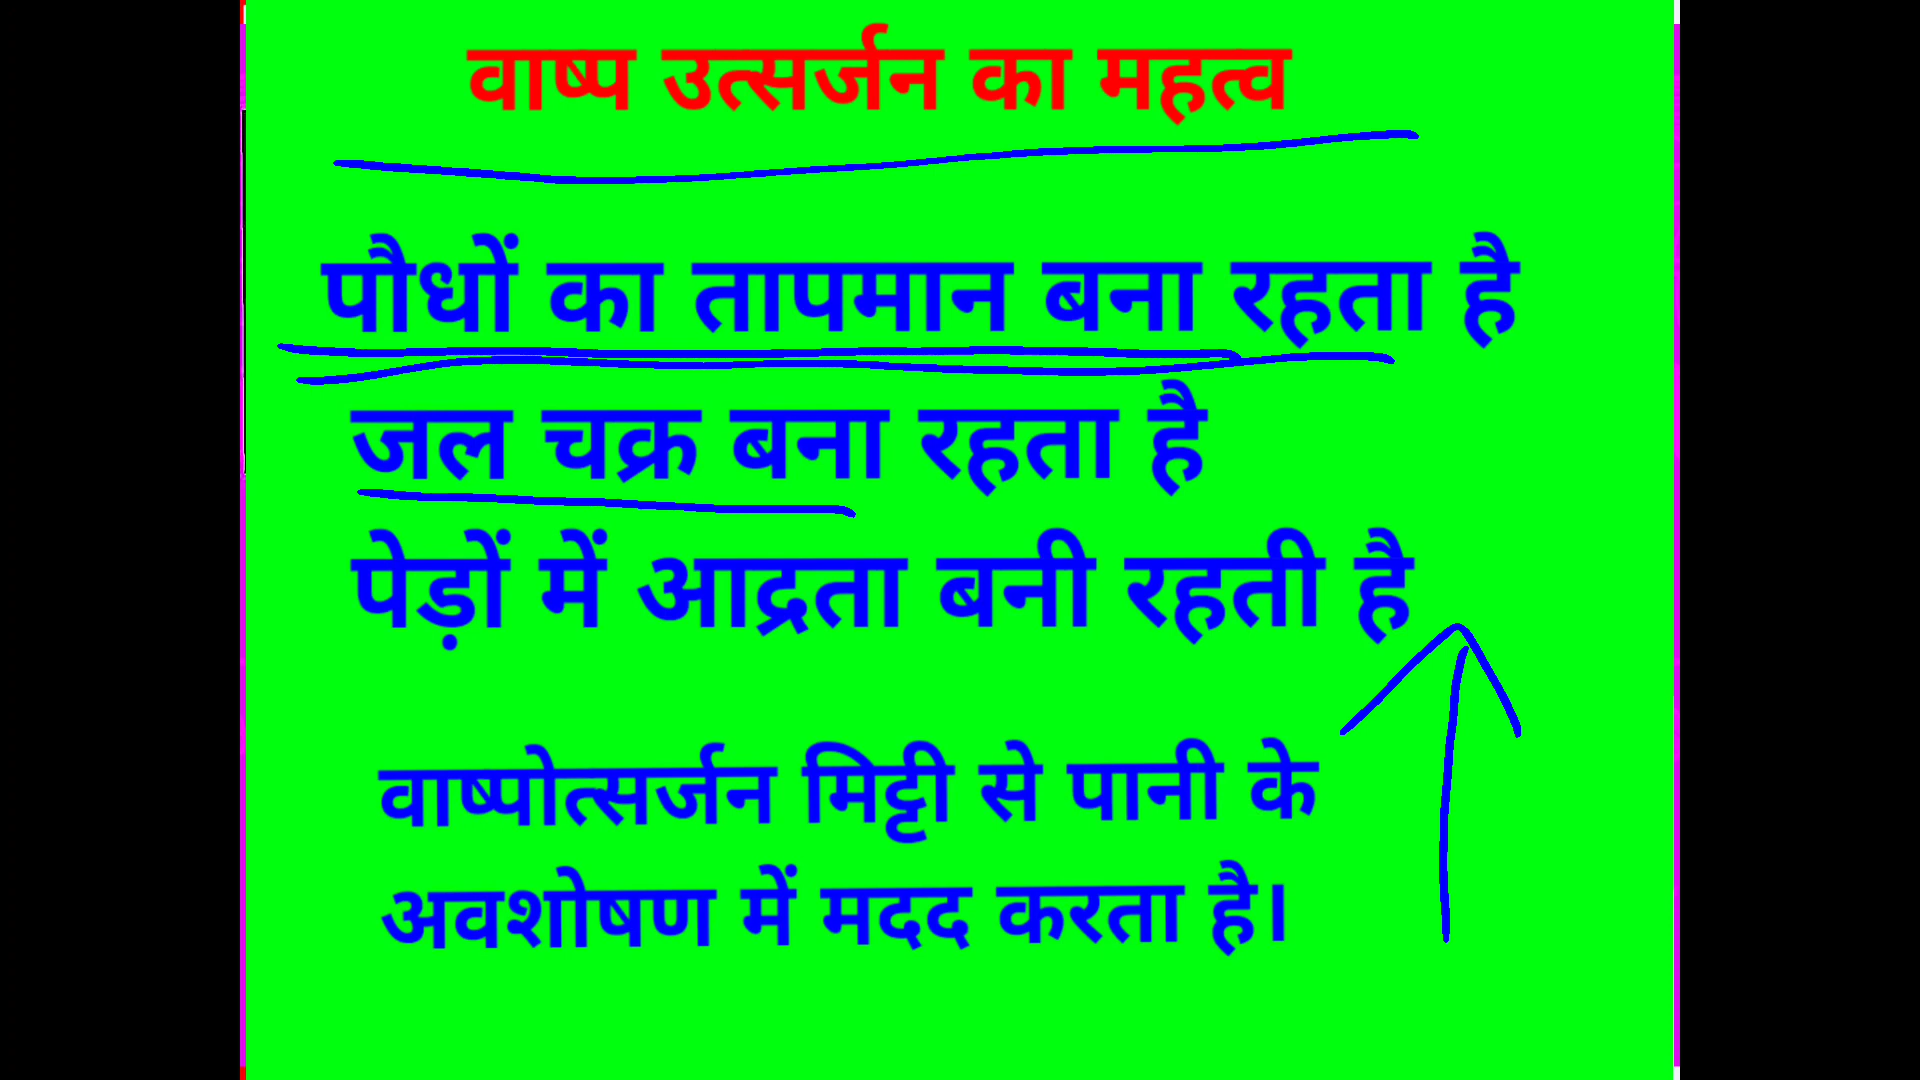 वाष्प उत्सर्जन का महत्व
पौधों का तापमान बना रहता है
जल चक्र बना रहता है
पेड़ों में आद्रता बनी रहती है
वाष्पोत्सर्जन मिट्टी से पानी के
अवशोषण में मदद करता है।